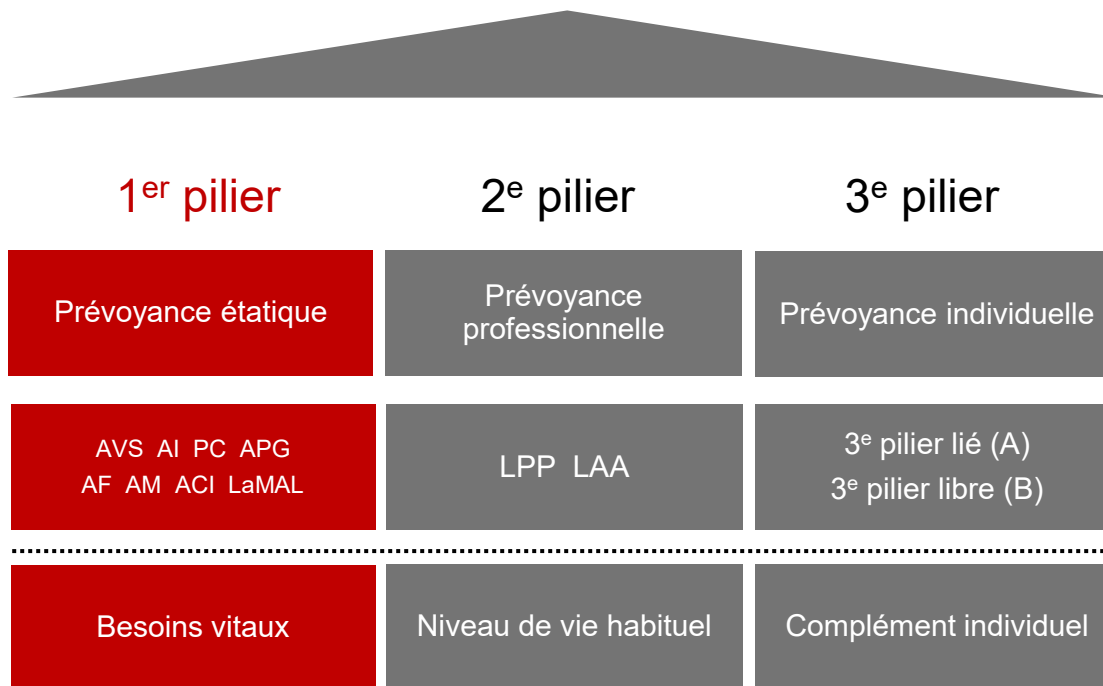 1er pilier
2e pilier
3e pilier
Prévoyance étatique
Prévoyance
professionnelle
Prévoyance individuelle
AVS AI PC APG
AF AM ACI LaMAL
LPP LAA
3e pilier lié (A)
3e pilier libre (B)
Besoins vitaux
Niveau de vie habituel
Complément individuel